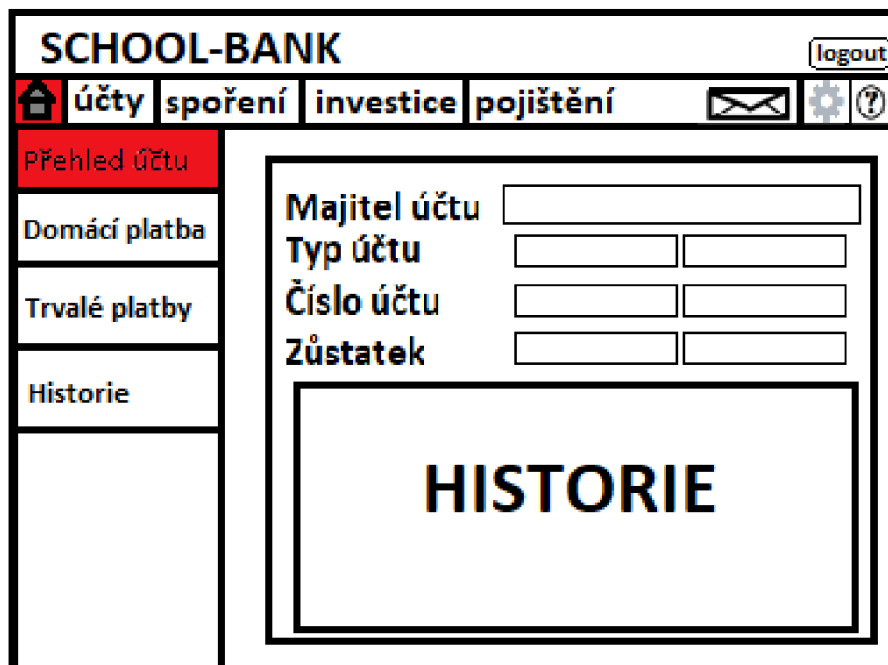 SCHOOL-BANK
logout
účty spoření investice pojištění ?
Přehled účtu
Domácí platba
Trvalé platby
Historie
Majitel účtu
Typ účtu
Číslo účtu
Zůstatek
HISTORIE